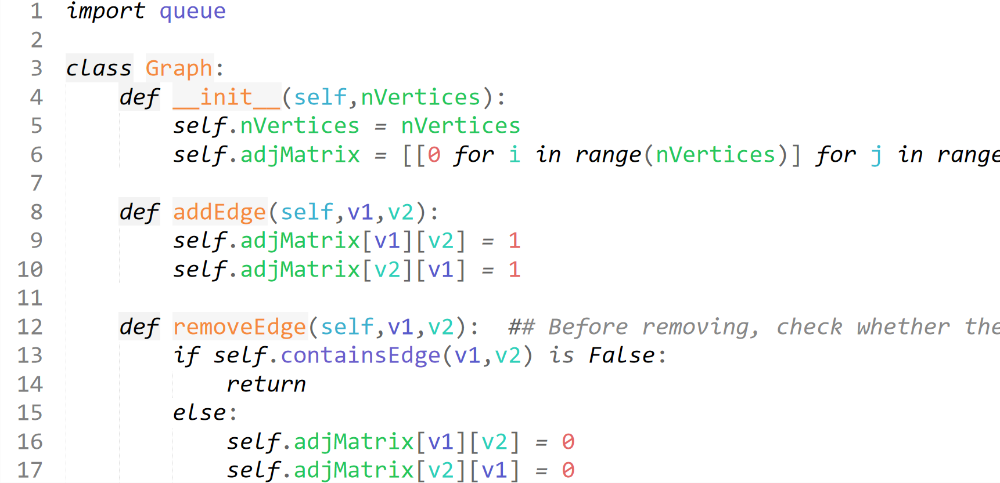 1 import queue
2
3 class Graph:
4     def __init__(self,nVertices):
5         self.nVertices = nVertices
6         self.adjMatrix = [[0 for i in range(nVertices)] for j in range
7
8     def addEdge(self,v1,v2):
9         self.adjMatrix[v1][v2] = 1
10         self.adjMatrix[v2][v1] = 1
11
12     def removeEdge(self,v1,v2):  ## Before removing, check whether the
13         if self.containsEdge(v1,v2) is False:
14             return
15         else:
16             self.adjMatrix[v1][v2] = 0
17             self.adjMatrix[v2][v1] = 0